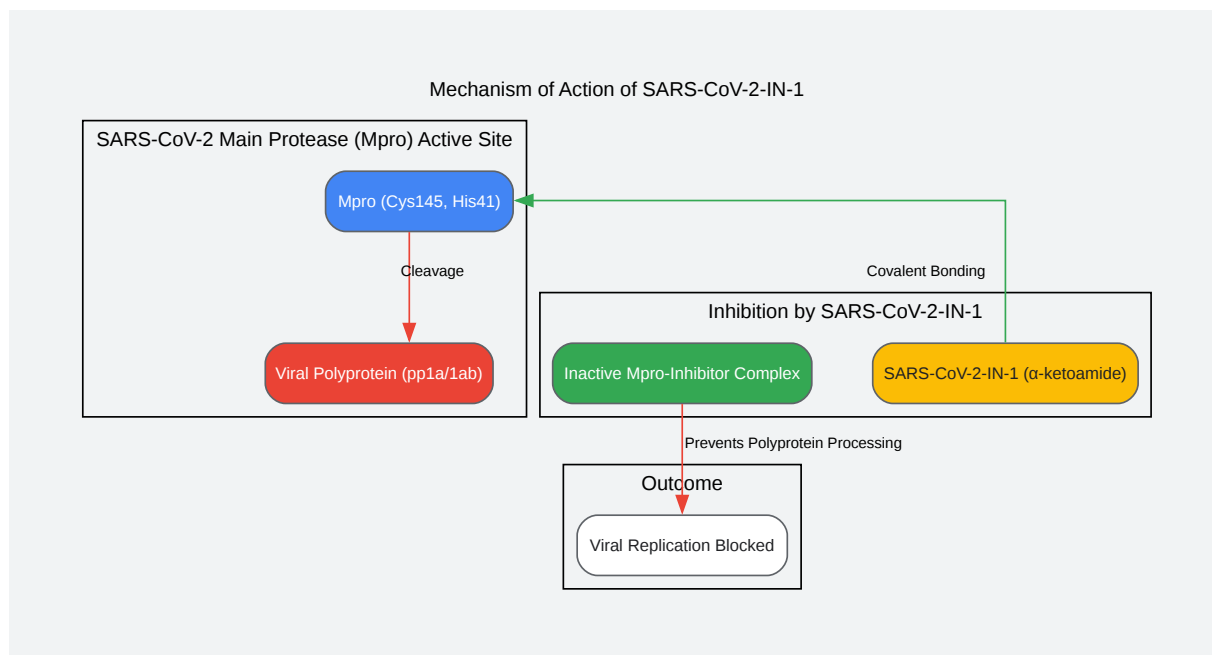 Mechanism of Action of SARS-CoV-2-IN-1
SARS-CoV-2 Main Protease (Mpro) Active Site
Mpro (Cys145, His41)
Cleavage
Viral Polyprotein (pp1a/1ab)
Covalent Bonding
Inhibition by SARS-CoV-2-IN-1
Inactive Mpro-Inhibitor Complex
SARS-CoV-2-IN-1 (α-ketoamide)
Prevents Polyprotein Processing
Outcome
Viral Replication Blocked